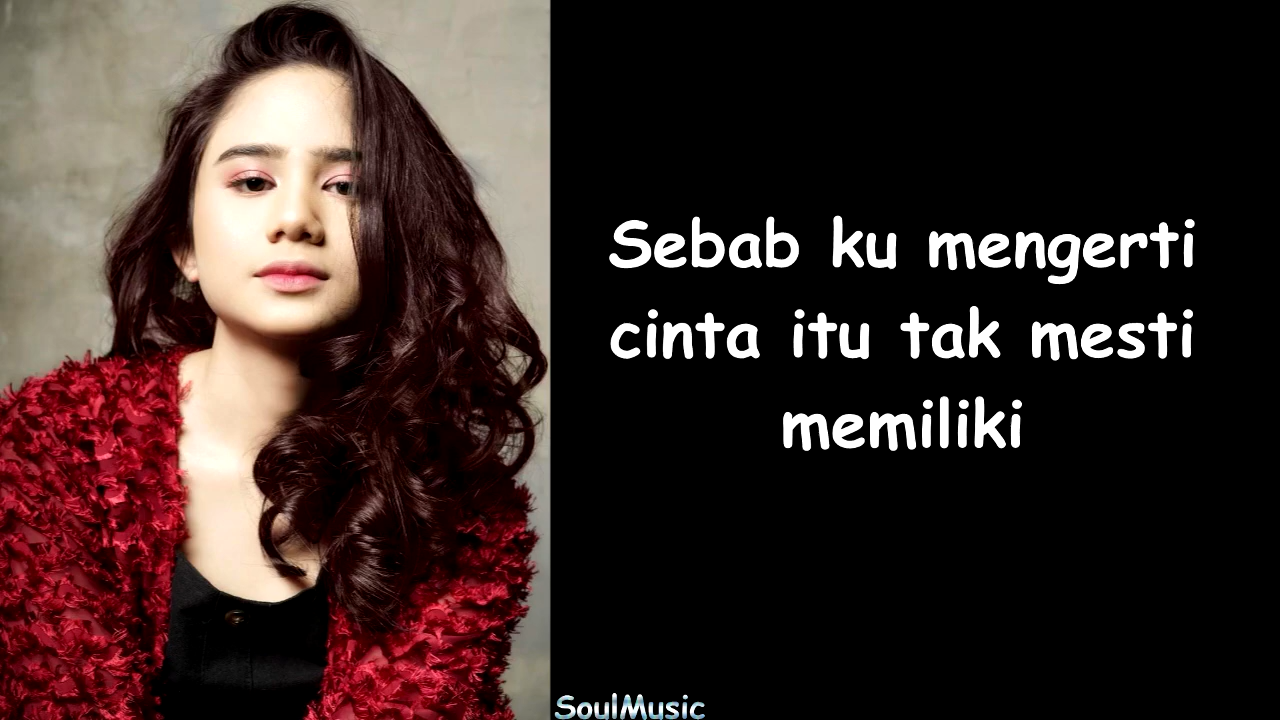 Sebab ku mengerti
cinta itu tak mesti
memiliki
SoulMusic